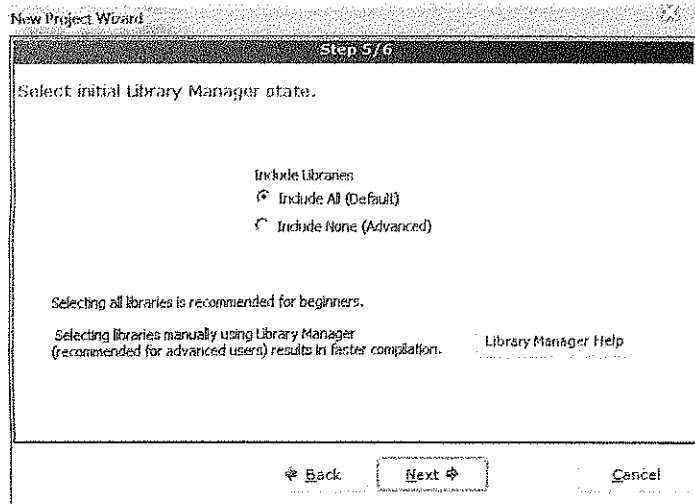 New Project Wizard
Step 5/6
Select initial Library Manager state.
Include Libraries
Include All (Default)
Include None (Advanced)
Selecting all libraries is recommended for beginners.
Selecting libraries manually using Library Manager
(recommended for advanced users) results in faster compilation.
Library Manager Help
Back
Next
Cancel